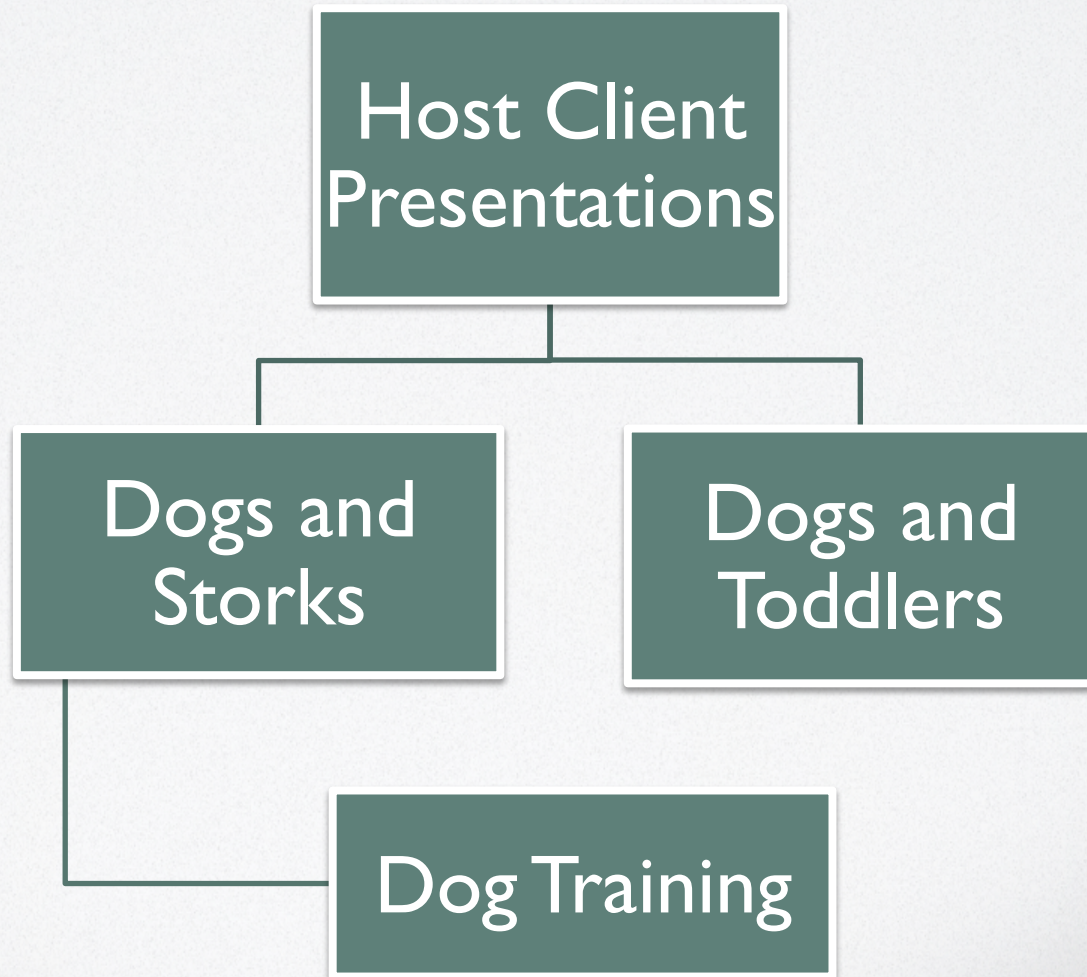 Host Client
Presentations
Dogs and
Storks
Dogs and
Toddlers
Dog Training